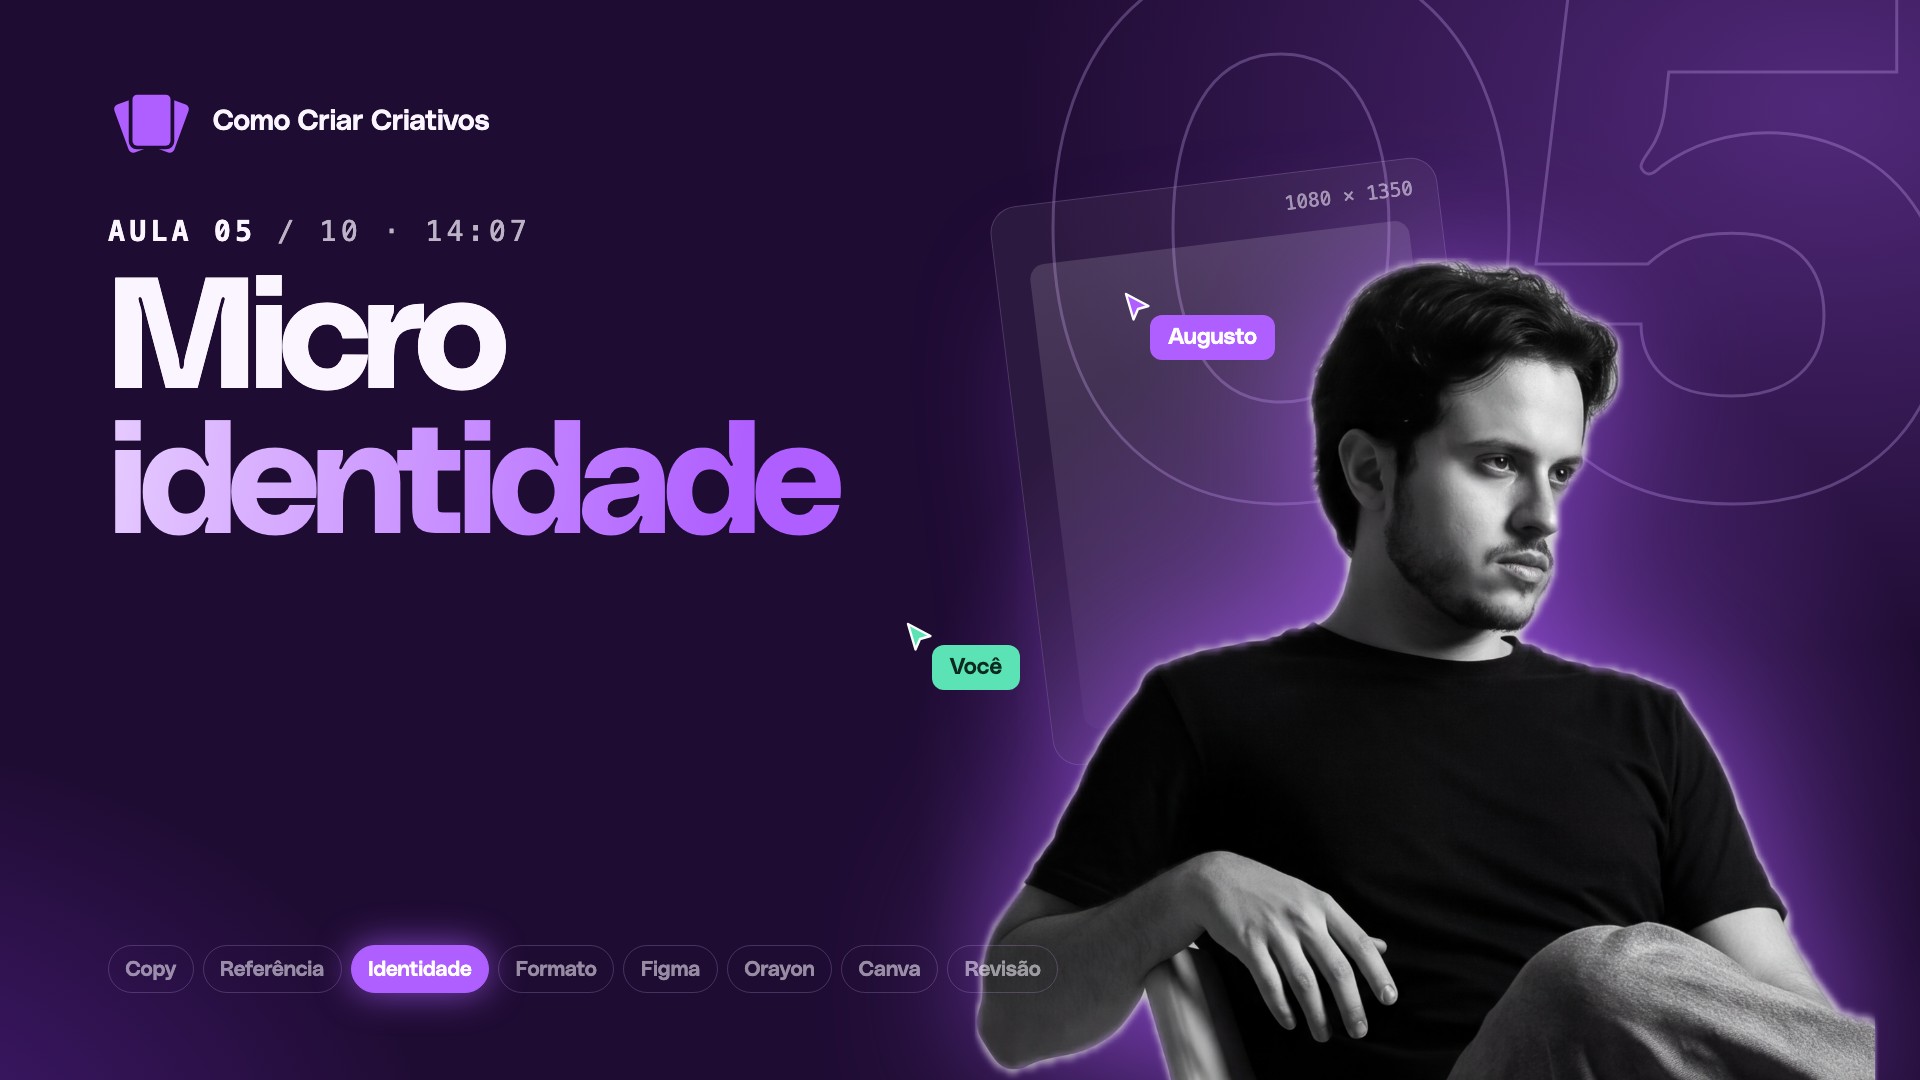 Como Criar Criativos
AULA 05 / 10 · 14:07
Micro
identidade
05
1080 × 1350
Augusto
Você
Copy Referência Identidade Formato Figma Orayon Canva Revisão